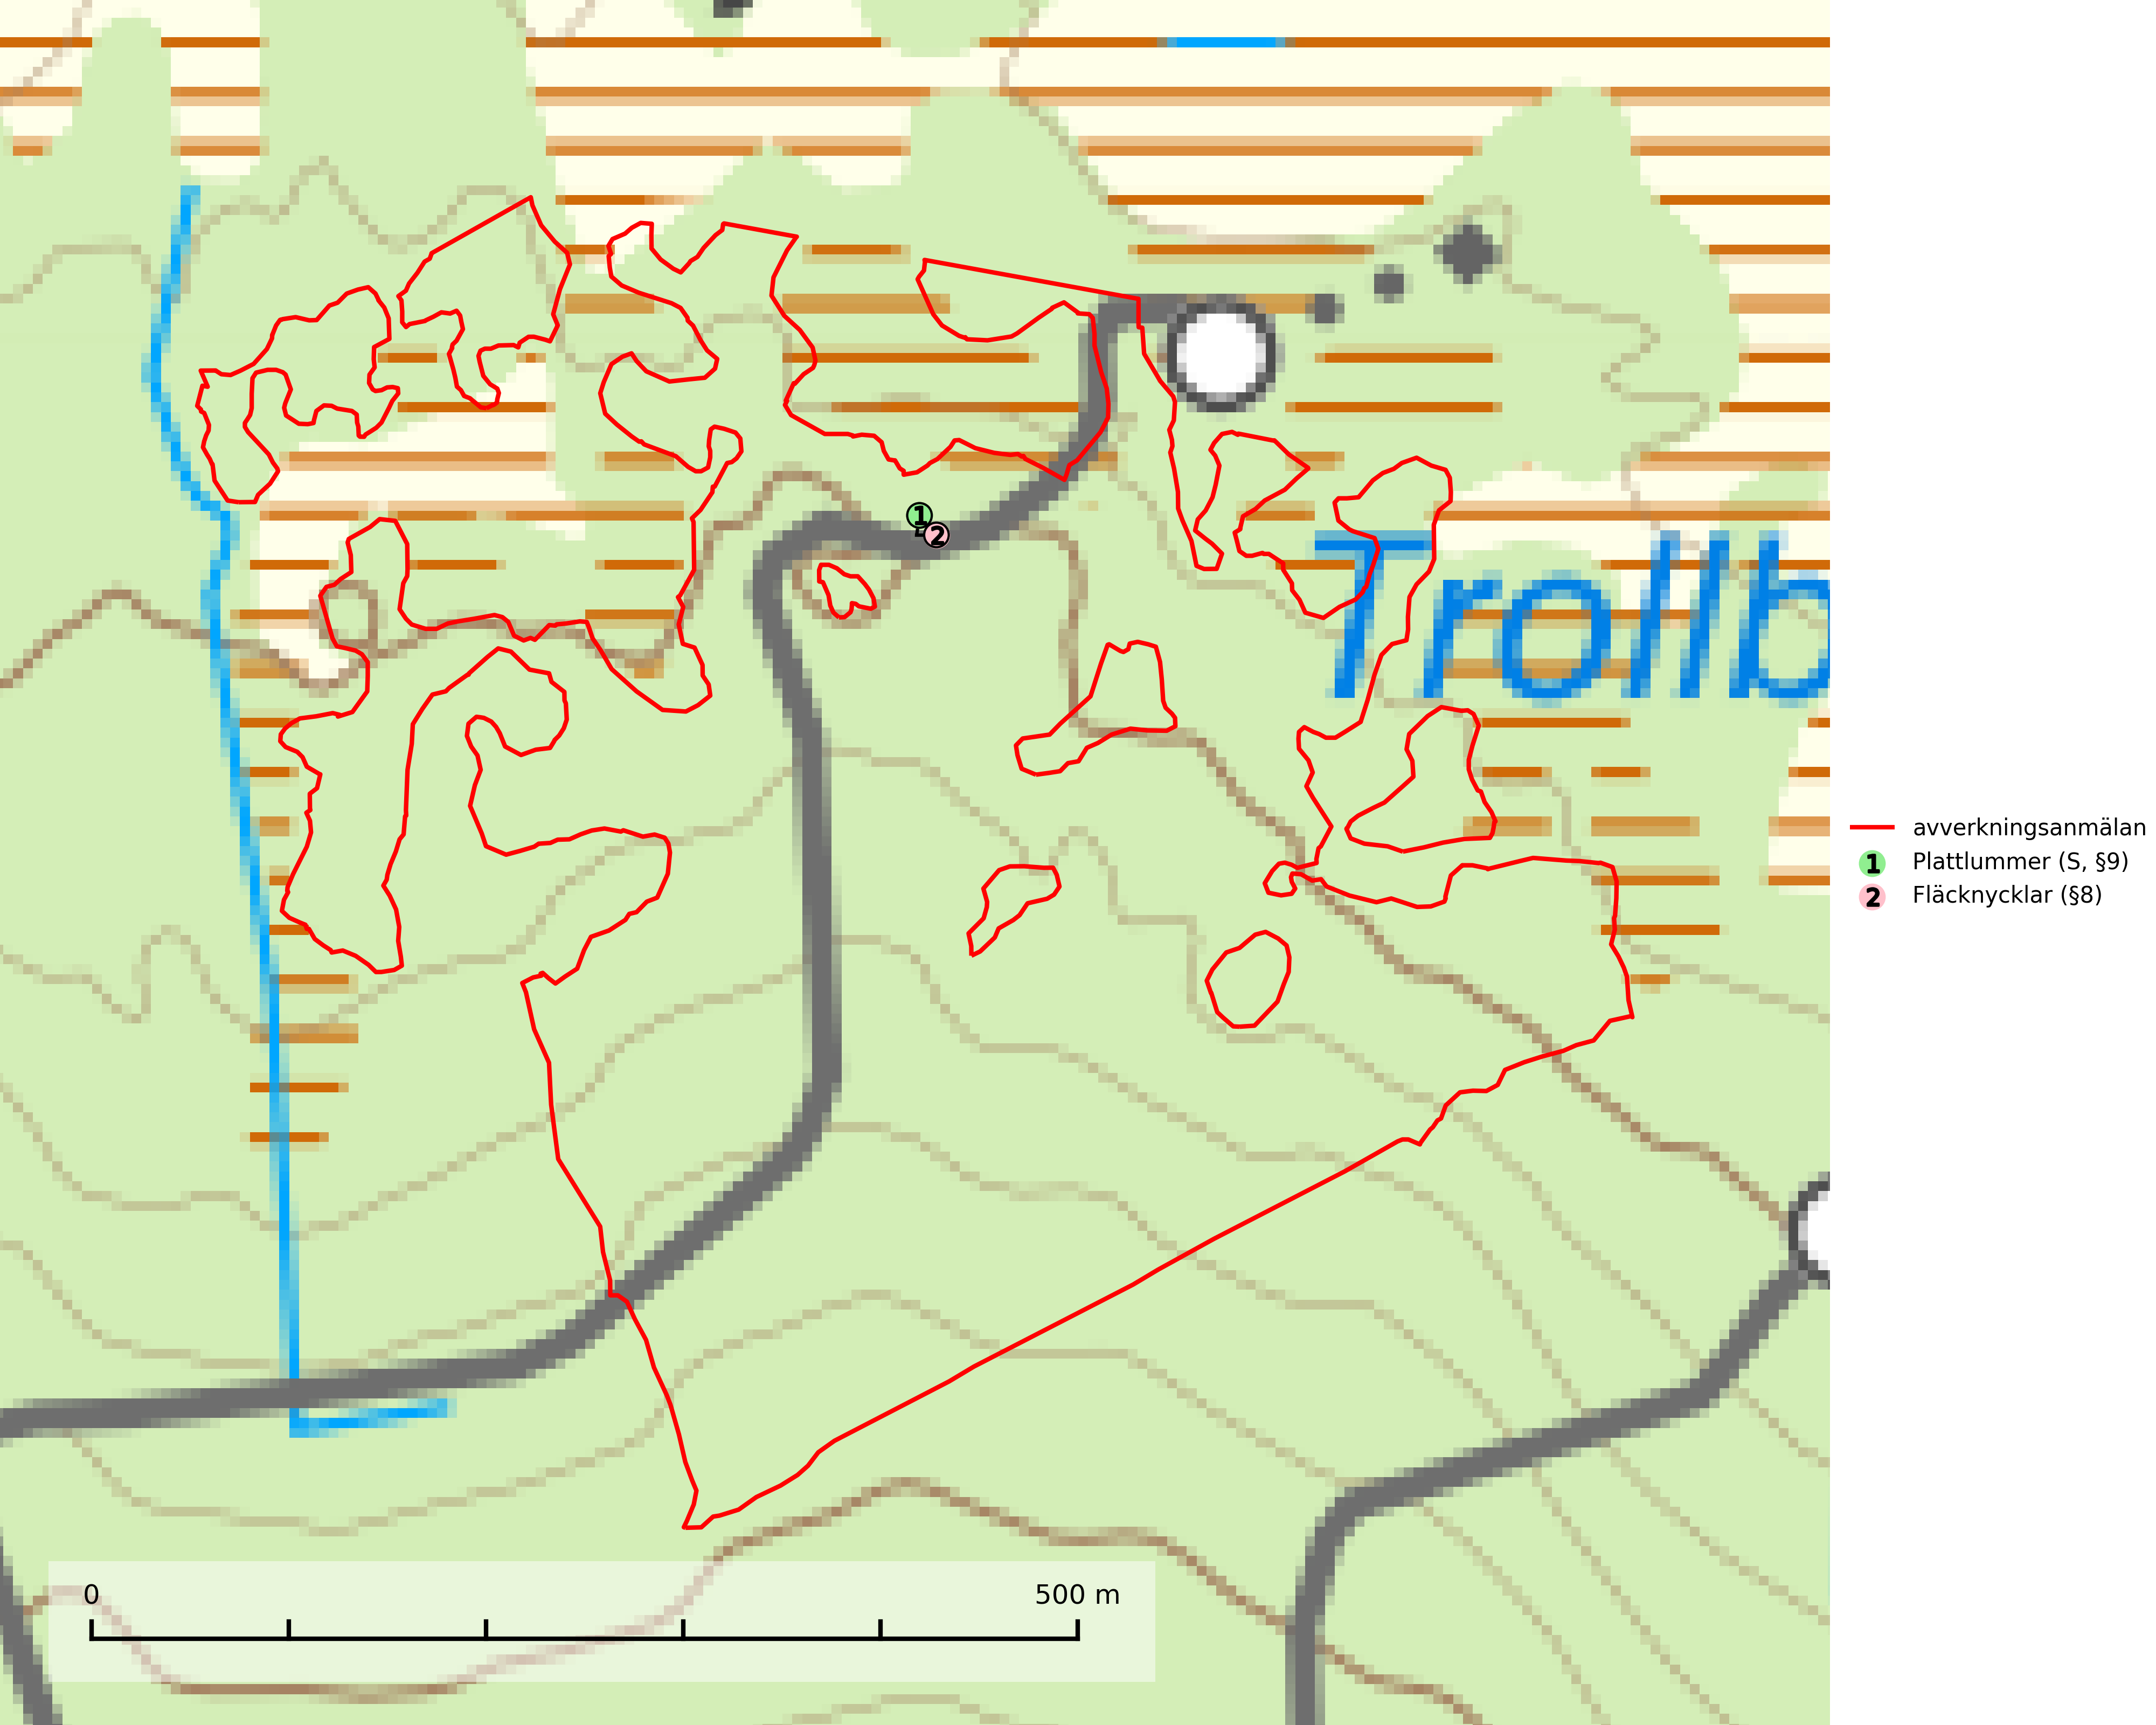 1
2
Trollb
avverkningsanmälan
1 Plattlummer (S, §9)
2 Fläcknycklar (§8)
0 500 m